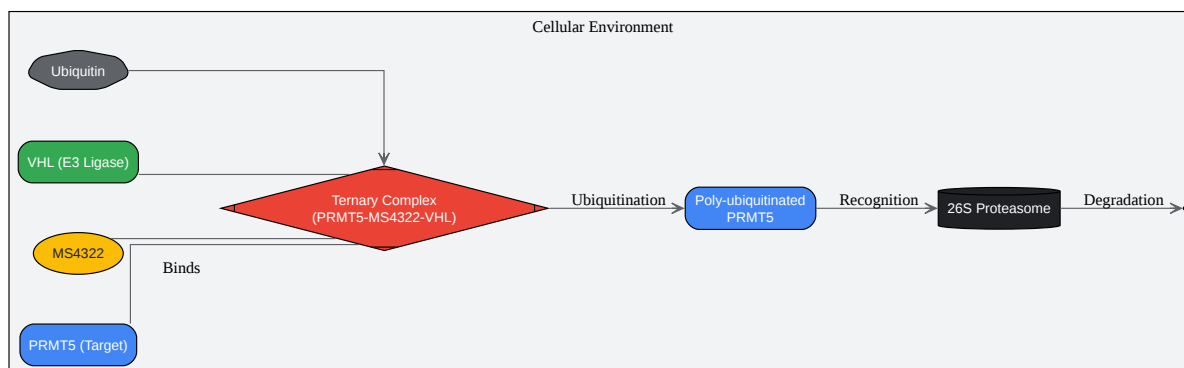 Cellular Environment
Ubiquitin
VHL (E3 Ligase)
Ternary Complex
(PRMT5-MS4322-VHL)
Ubiquitination
Poly-ubiquitinated
PRMT5
Recognition
26S Proteasome
Degradation
MS4322
Binds
PRMT5 (Target)